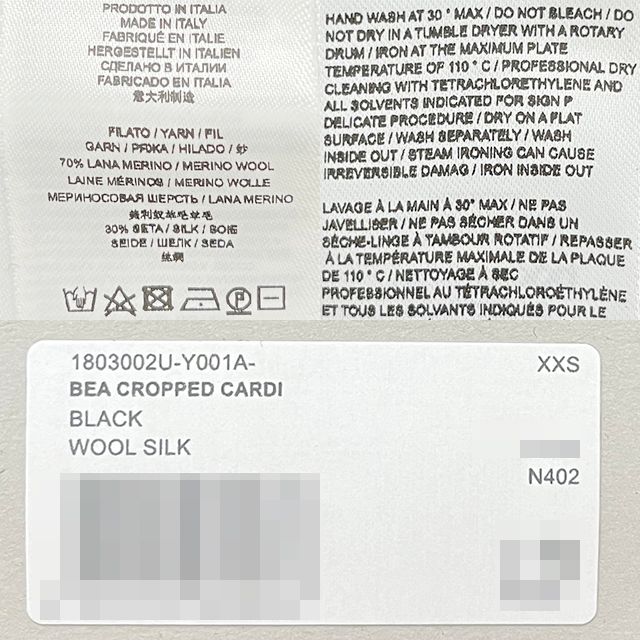 PRODOTTO IN ITALIA
MADE IN ITALY
FABRIQUÉ EN ITALIE
HERGESTELLT IN ITALIEN
СДЕЛАНО В ИТАЛИИ
FABRICADO EN ITALIA
意大利制造
FILATO / YARN / FIL
GARN / PŘÍKA / HILADO / 纱
70% LANA MERINO / MERINO WOOL
LAINE MÉRINOS / MERINO WOLLE
МЕРИНОСОВАЯ ШЕРСТЬ / LANA MERINO
30% SETA / SILK / SOIE
SEIDE / ШЕЛК / SEDA
HAND WASH AT 30° MAX / DO NOT BLEACH / DO
NOT DRY IN A TUMBLE DRYER WITH A ROTARY
DRUM / IRON AT THE MAXIMUM PLATE
TEMPERATURE OF 110° C / PROFESSIONAL DRY
CLEANING WITH TETRACHLORETHYLENE AND
ALL SOLVENTS INDICATED FOR SIGN P
DELICATE PROCEDURE / DRY ON A FLAT
SURFACE / WASH SEPARATELY / WASH
INSIDE OUT / STEAM IRONING CAN CAUSE
IRREVERSIBLE DAMAG / IRON INSIDE OUT
LAVAGE À LA MAIN À 30° MAX / NE PAS
JAVELLISER / NE PAS SÉCHER DANS UN
SÈCHE-LINGE À TAMBOUR ROTATIF / REPASSER
À LA TEMPÉRATURE MAXIMALE DE LA PLAQUE
DE 110° C / NETTOYAGE À SEC
PROFESSIONNEL AU TÉTRACHLOROÉTHYLÈNE
ET TOUS LES SOLVANTS INDIQUÉS POUR LE
1803002U-Y001A-
XXS
BEA CROPPED CARDI
BLACK
WOOL SILK
N402